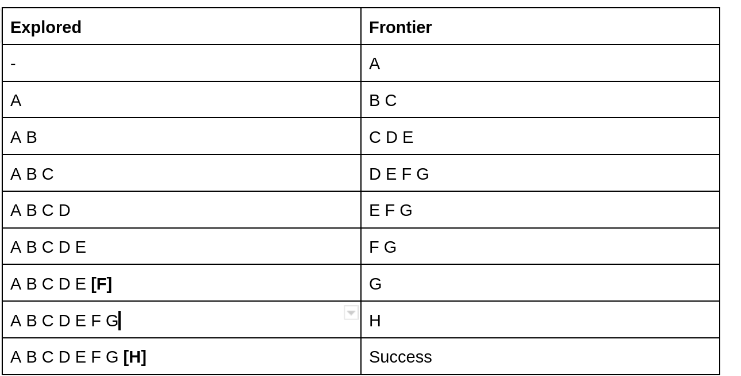 Explored Frontier
- A
A B C
A B C D E
A B C D E F G
A B C D E F G
A B C D E F G
A B C D E [F] G
A B C D E F G H
A B C D E F G [H] Success